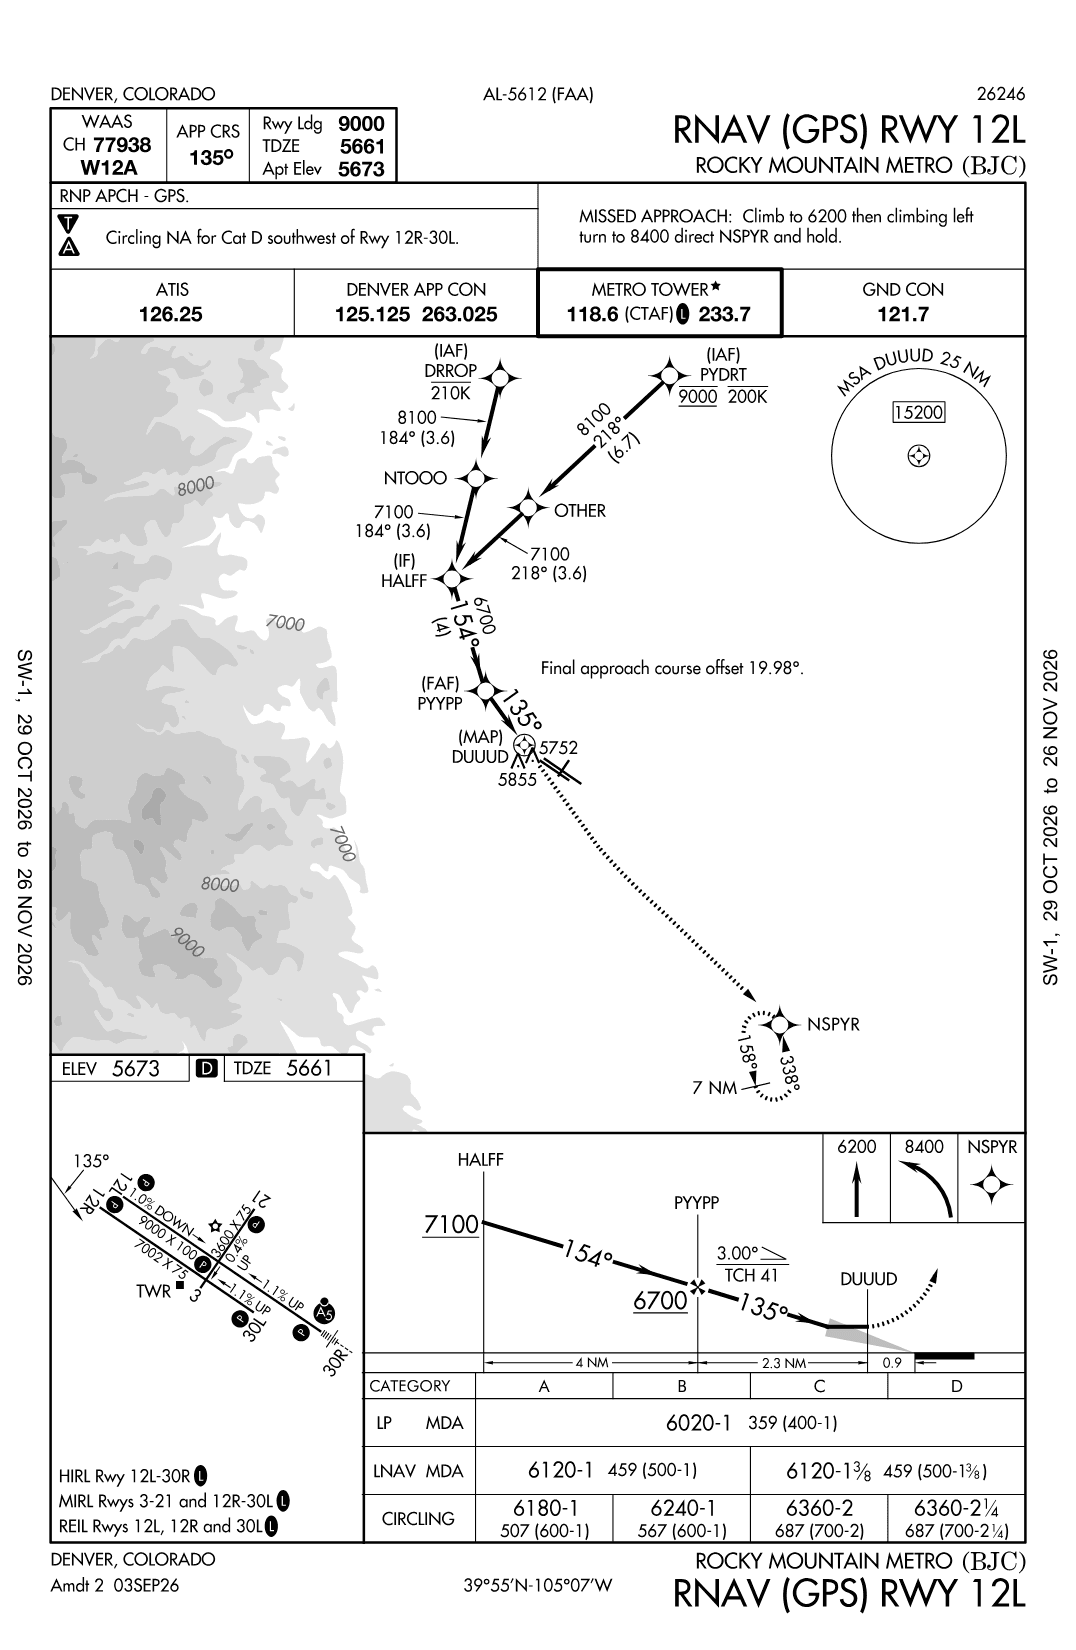 DENVER, COLORADO
AL-5612 (FAA)
26246
WAAS
CH 77938
W12A
APP CRS
135°
Rwy Ldg 9000
TDZE 5661
Apt Elev 5673
RNAV (GPS) RWY 12L
ROCKY MOUNTAIN METRO (BJC)
RNP APCH - GPS.
T
A
Circling NA for Cat D southwest of Rwy 12R-30L.
MISSED APPROACH: Climb to 6200 then climbing left
turn to 8400 direct NSPYR and hold.
ATIS
126.25
DENVER APP CON
125.125 263.025
METRO TOWER★
118.6 (CTAF) L 233.7
GND CON
121.7
(IAF)
DRROP
210K
(IAF)
PYDRT
9000 200K
MSA DUUUD 25 NM
15200
8100
184° (3.6)
8100
218°
(6.7)
8000
NTOOO
OTHER
7100
184° (3.6)
7100
218° (3.6)
(IF)
HALFF
6700
154°
(4)
7000
Final approach course offset 19.98°.
(FAF)
PYYPP
135°
(MAP)
DUUUD
5752
5855
7000
8000
9000
NSPYR
158°
338°
7 NM
SW-1, 29 OCT 2026 to 26 NOV 2026
SW-1, 29 OCT 2026 to 26 NOV 2026
ELEV 5673
D
TDZE 5661
135°
12L
12R
P
P
1.0% DOWN
9000 X 100
7002 X 75
3600 X 75
0.4%
UP
21
P
P
TWR
3
1.1% UP
1.1% UP
P
30L
P
A5
30R
HIRL Rwy 12L-30R L
MIRL Rwys 3-21 and 12R-30L L
REIL Rwys 12L, 12R and 30L L
6200
8400
NSPYR
HALFF
PYYPP
7100
154°
3.00°
TCH 41
6700
135°
DUUUD
4 NM
2.3 NM
0.9
CATEGORY A B C D
LP MDA 6020-1 359 (400-1)
LNAV MDA 6120-1 459 (500-1) 6120-1⅜ 459 (500-1⅜)
CIRCLING
6180-1 6240-1 6360-2 6360-2¼
507 (600-1) 567 (600-1) 687 (700-2) 687 (700-2¼)
DENVER, COLORADO
Amdt 2 03SEP26
39°55'N-105°07'W
ROCKY MOUNTAIN METRO (BJC)
RNAV (GPS) RWY 12L